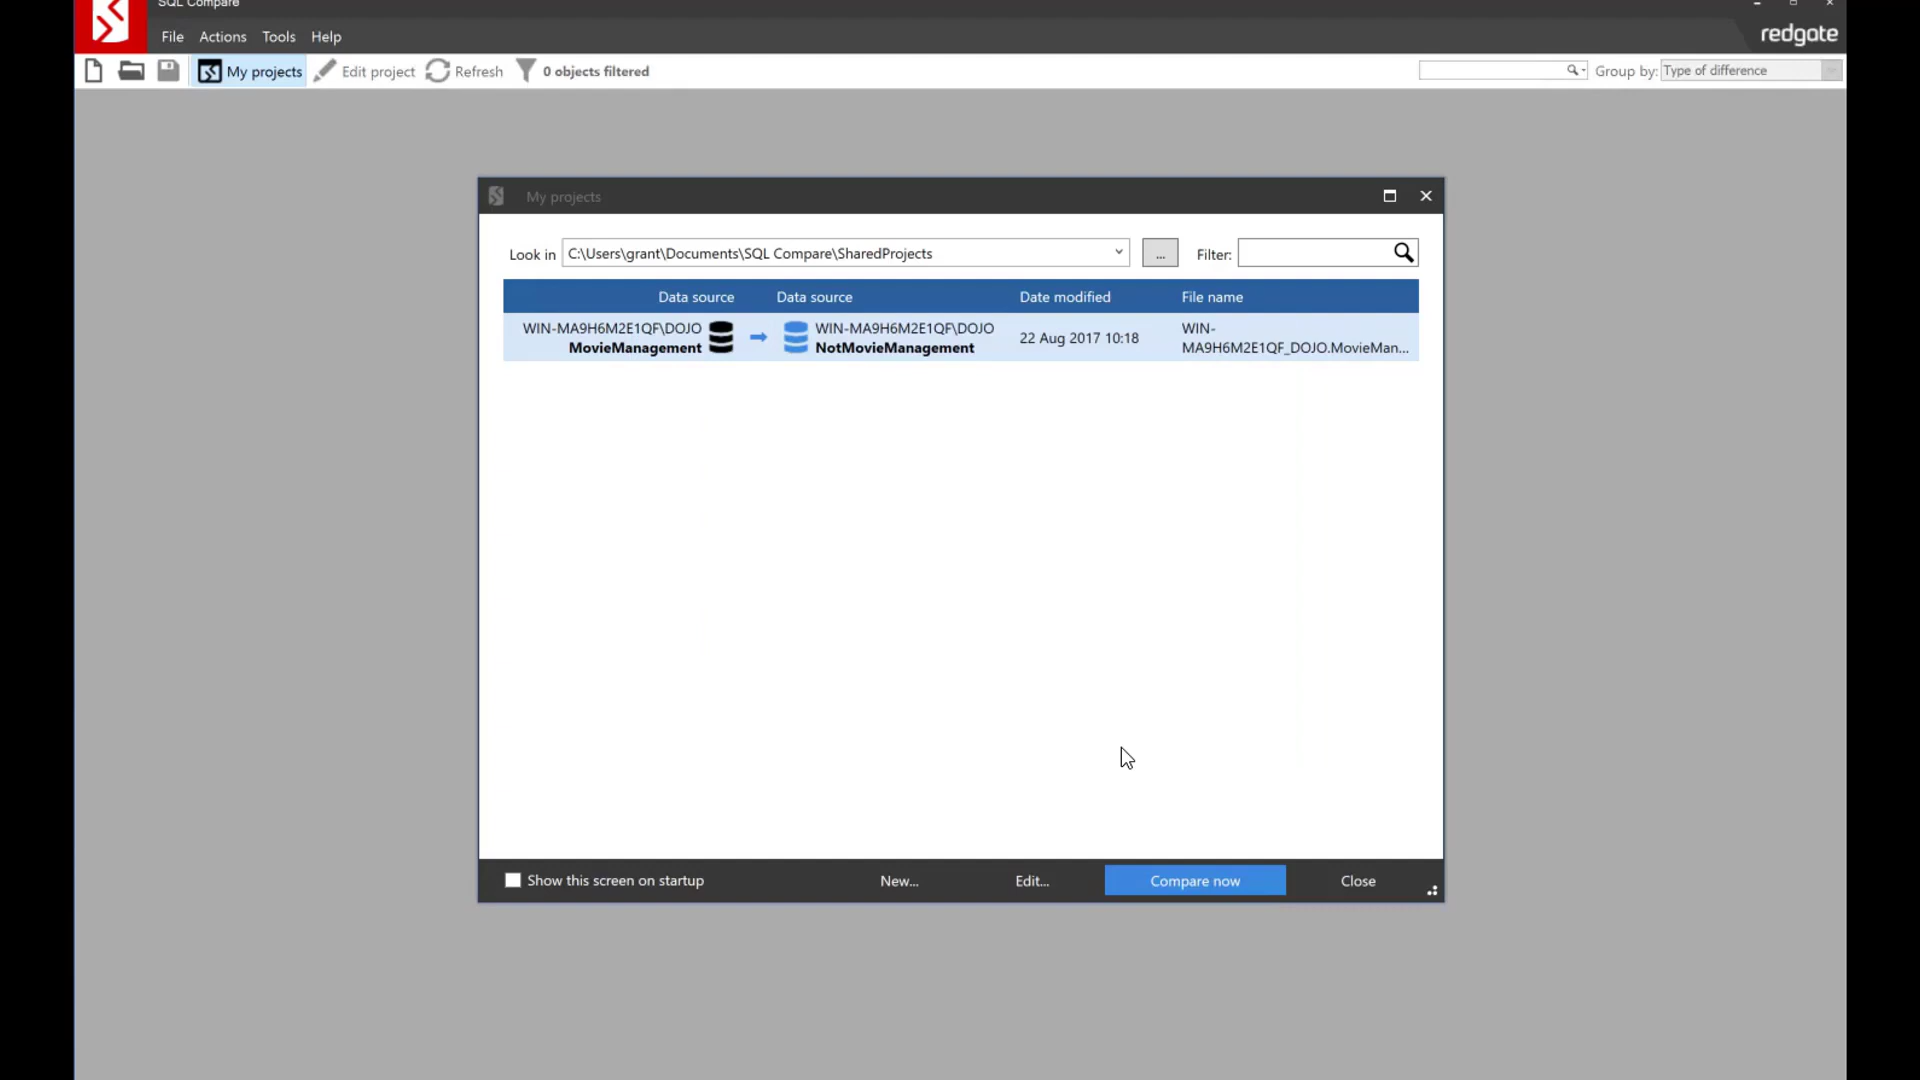 SQL Compare
File Actions Tools Help
redgate
My projects Edit project Refresh 0 objects filtered Group by: Type of difference
My projects
Look in C:\Users\grant\Documents\SQL Compare\SharedProjects ... Filter:
Data source Data source Date modified File name
WIN-MA9H6M2E1QF\DOJO WIN-MA9H6M2E1QF\DOJO 22 Aug 2017 10:18 WIN-
MovieManagement NotMovieManagement MA9H6M2E1QF_DOJO.MovieMan...
Show this screen on startup New... Edit... Compare now Close